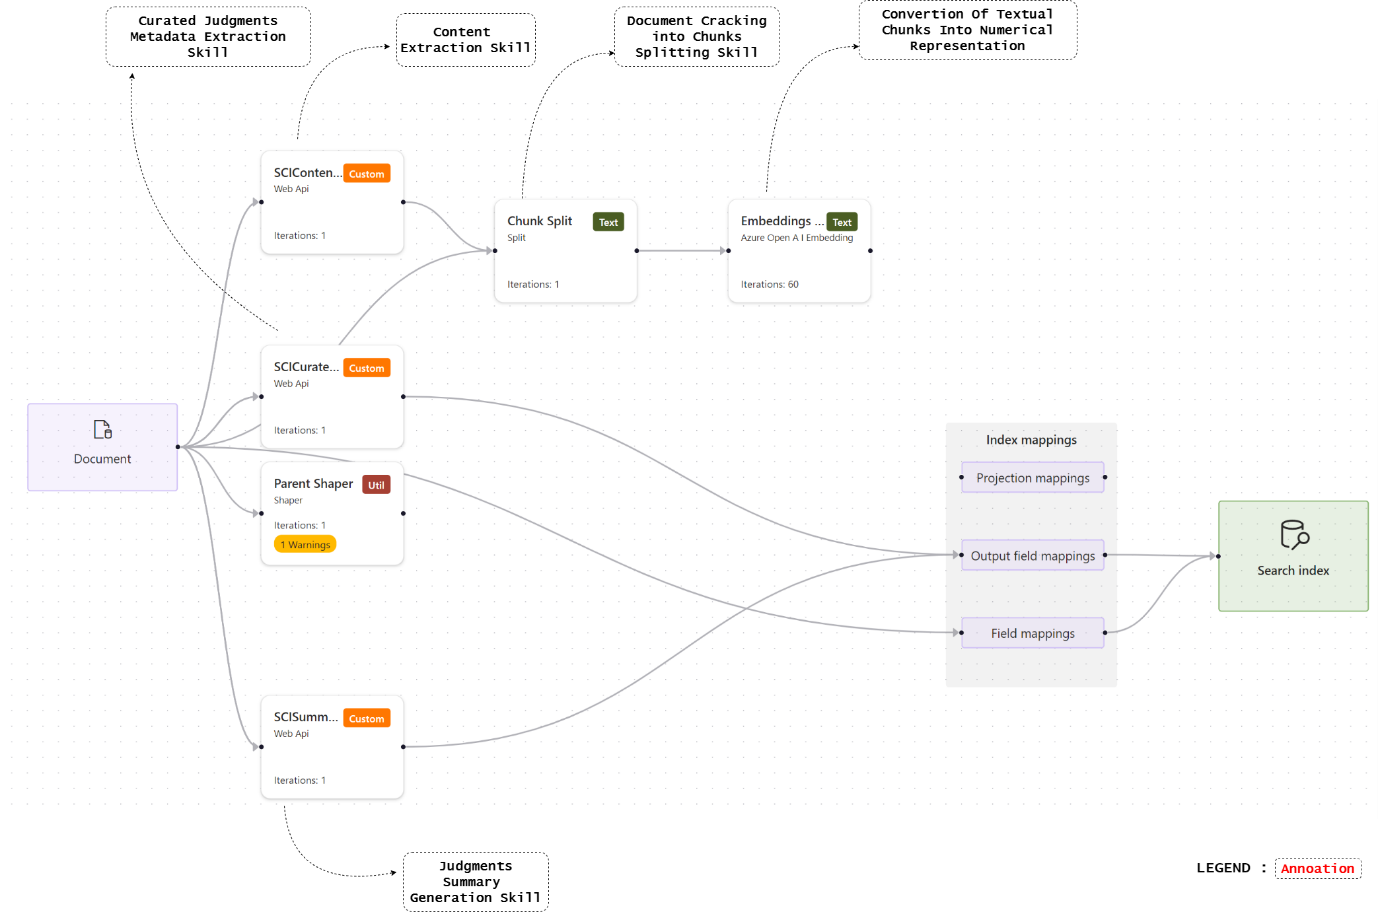 Curated Judgments
Metadata Extraction
Skill
Content
Extraction Skill
Document Cracking
into Chunks
Splitting Skill
Convertion Of Textual
Chunks Into Numerical
Representation
SCIConten... Custom
Web Api
Iterations: 1
Chunk Split Text
Split
Iterations: 1
Embeddings ... Text
Azure Open A I Embedding
Iterations: 60
SCICurate... Custom
Web Api
Iterations: 1
Document
Parent Shaper Util
Shaper
Iterations: 1
1 Warnings
Index mappings
Projection mappings
Output field mappings
Field mappings
Search index
SCISumm... Custom
Web Api
Iterations: 1
Judgments
Summary
Generation Skill
LEGEND : Annoation